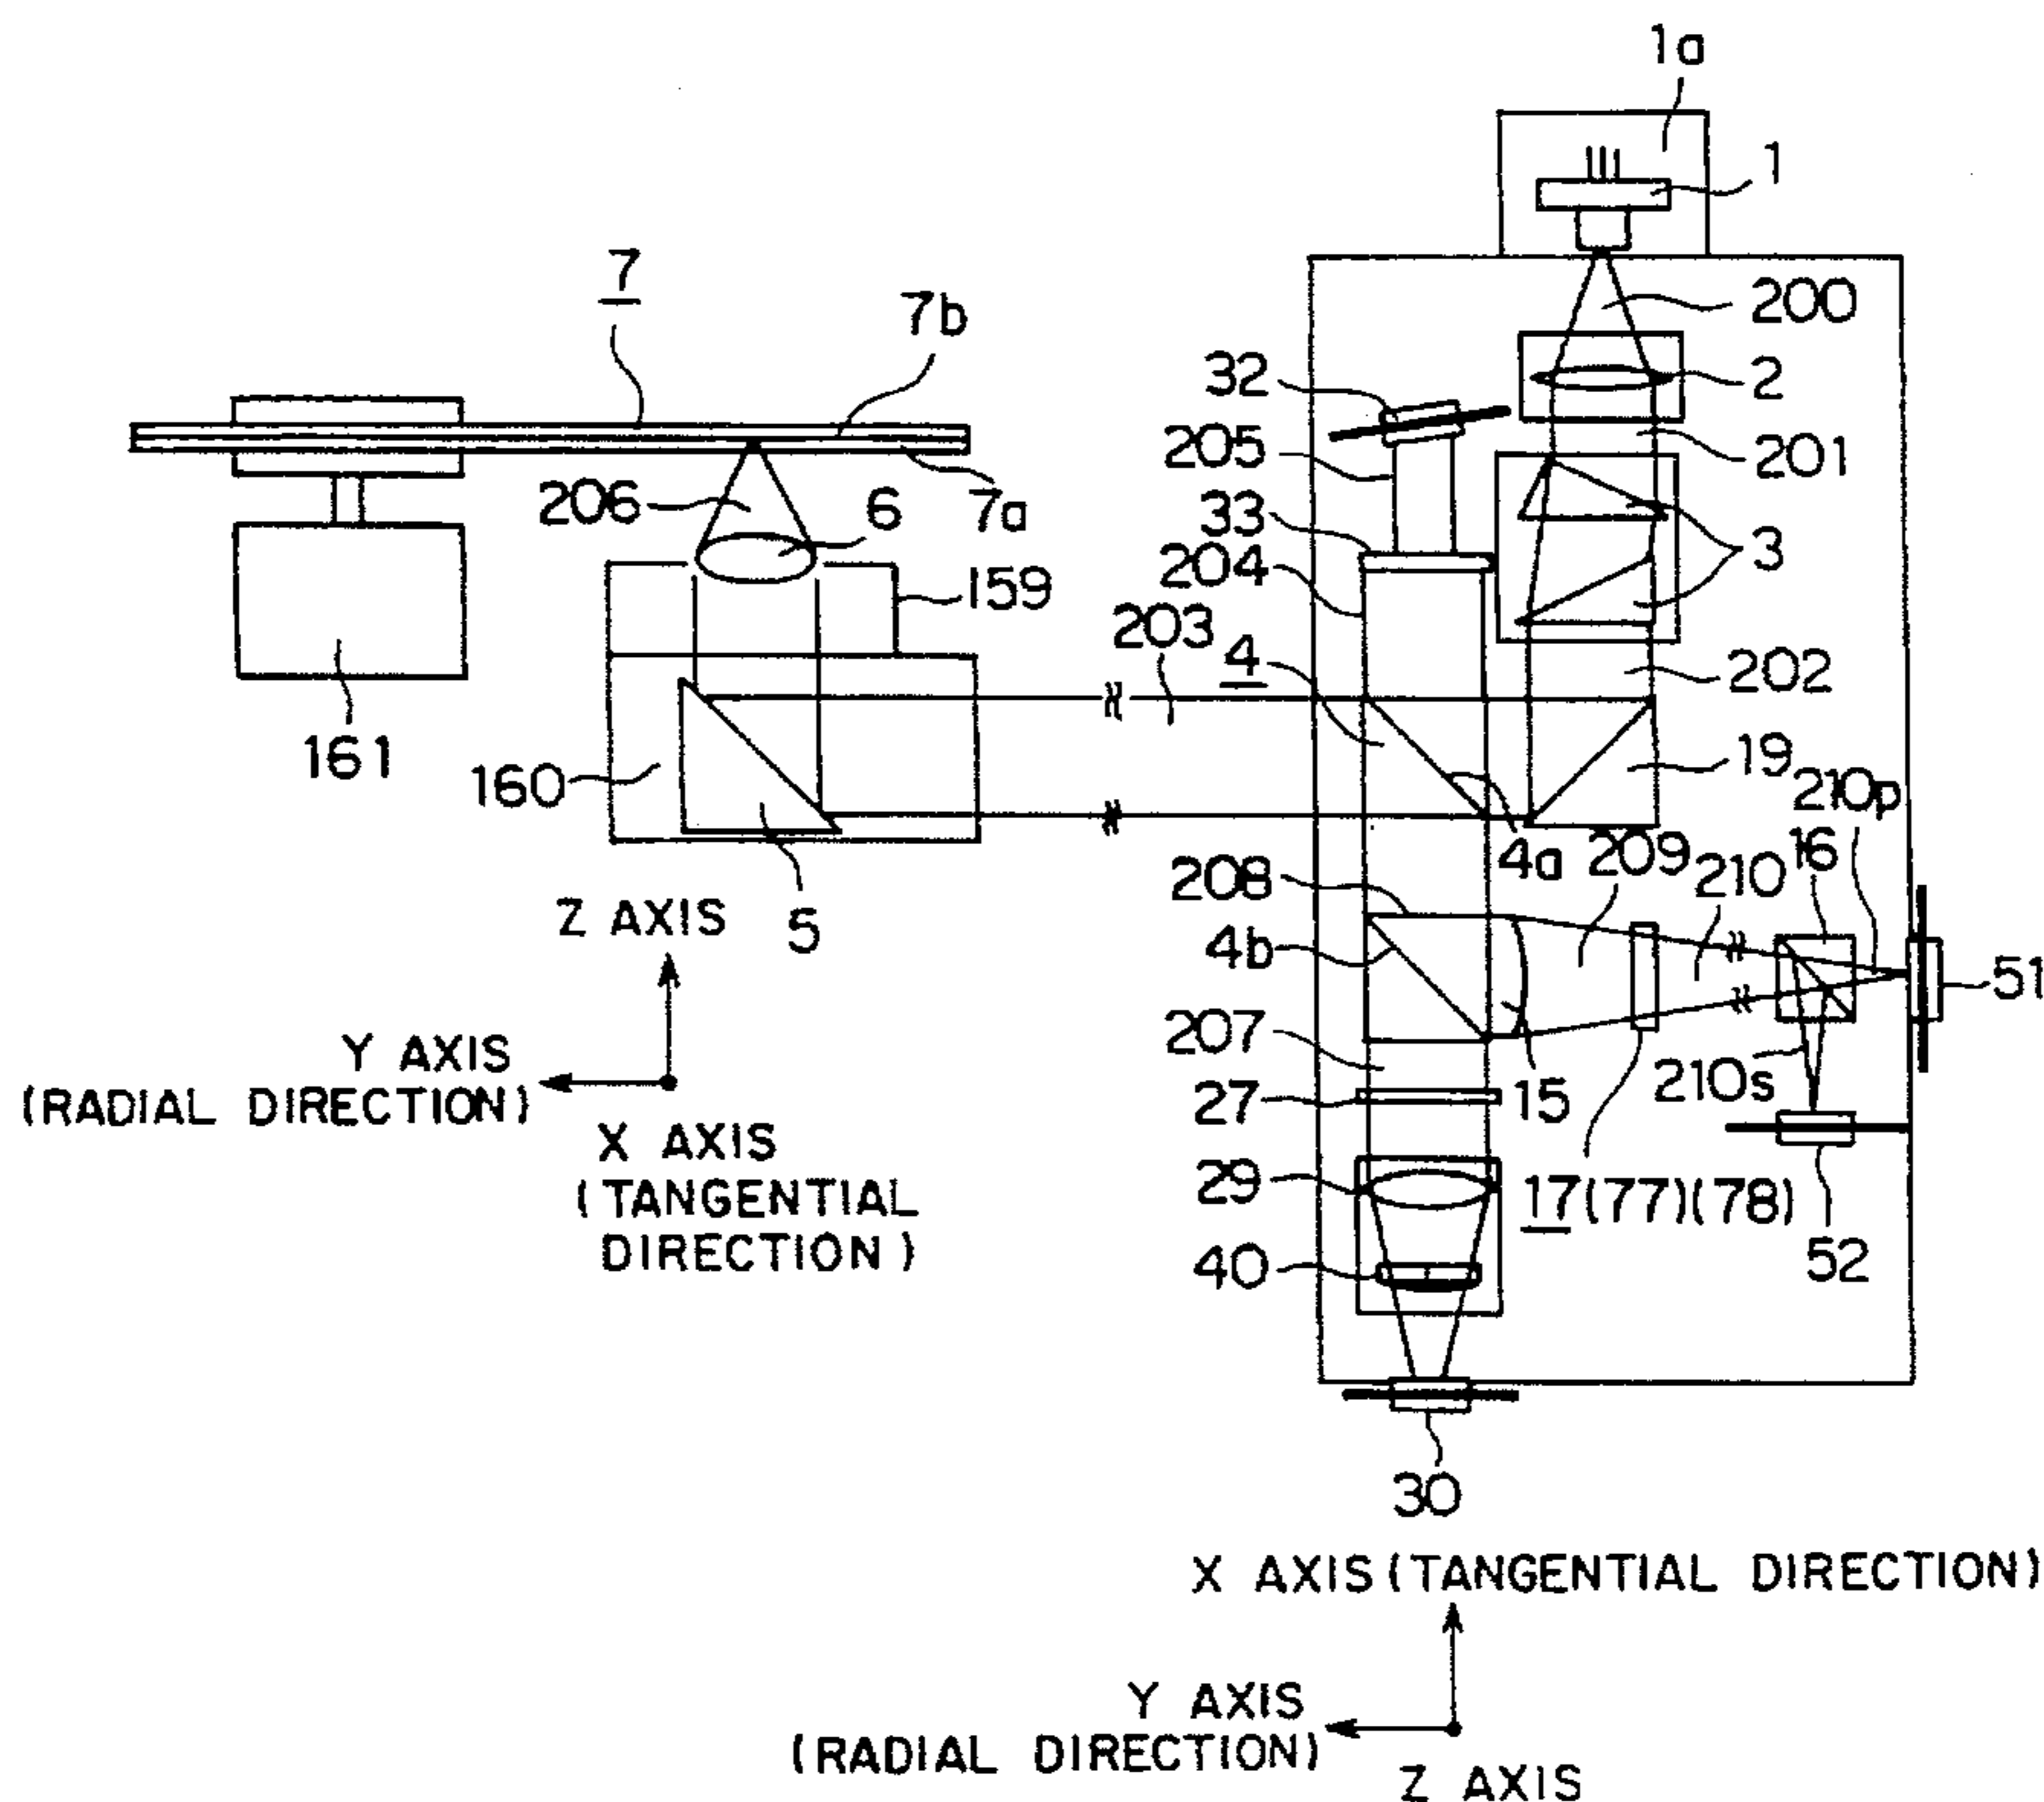 1a
1
7
7b
200
32
2
205
201
206
6
7a
33
3
204
159
203
4
202
161
160
19
210p
4a
209
16
208
210
5
Z AXIS
4b
51
Y AXIS
(RADIAL DIRECTION)
207
210s
27
15
X AXIS
(TANGENTIAL
DIRECTION)
29
17(77)(78)
40
52
30
X AXIS (TANGENTIAL DIRECTION)
Y AXIS
(RADIAL DIRECTION)
Z AXIS